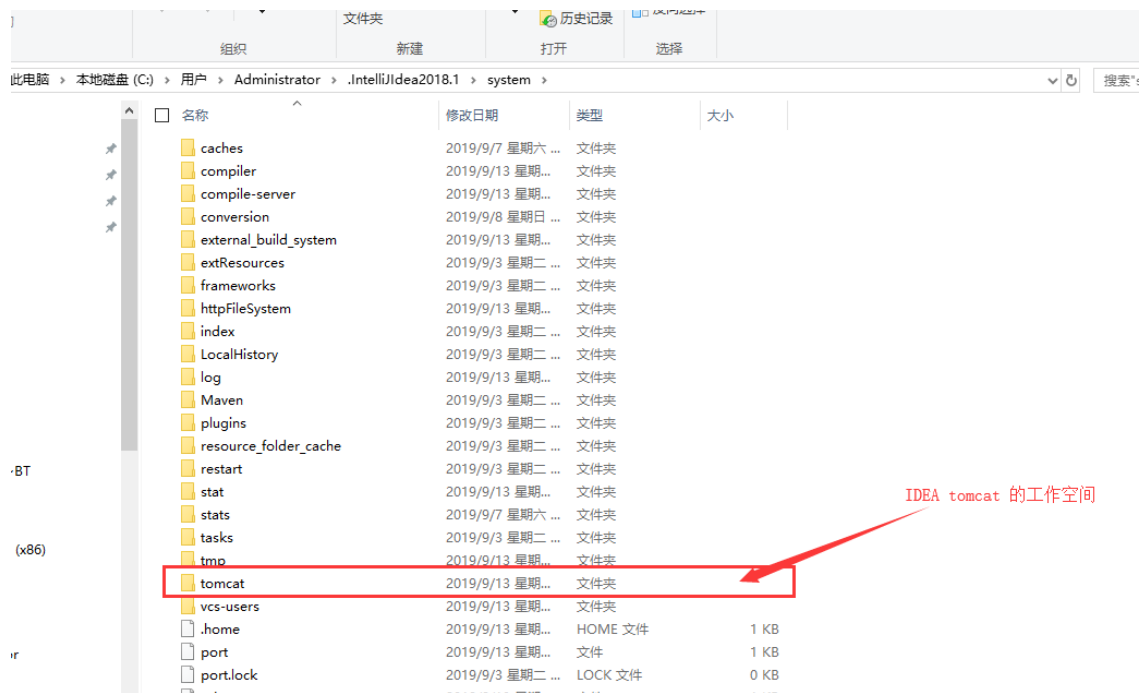 文件夹
历史记录
组织
新建
打开
选择
此电脑 › 本地磁盘 (C:) › 用户 › Administrator › .IntelliJIdea2018.1 › system ›
搜索"s
名称 修改日期 类型 大小
caches 2019/9/7 星期六 ... 文件夹
compiler 2019/9/13 星期... 文件夹
compile-server 2019/9/13 星期... 文件夹
conversion 2019/9/8 星期日 ... 文件夹
external_build_system 2019/9/13 星期... 文件夹
extResources 2019/9/3 星期二 ... 文件夹
frameworks 2019/9/3 星期二 ... 文件夹
httpFileSystem 2019/9/13 星期... 文件夹
index 2019/9/3 星期二 ... 文件夹
LocalHistory 2019/9/3 星期二 ... 文件夹
log 2019/9/13 星期... 文件夹
Maven 2019/9/3 星期二 ... 文件夹
plugins 2019/9/3 星期二 ... 文件夹
resource_folder_cache 2019/9/3 星期二 ... 文件夹
restart 2019/9/3 星期二 ... 文件夹
-BT
stat 2019/9/13 星期... 文件夹
IDEA tomcat 的工作空间
stats 2019/9/7 星期六 ... 文件夹
tasks 2019/9/3 星期二 ... 文件夹
(x86)
tmp 2019/9/13 星期... 文件夹
tomcat 2019/9/13 星期... 文件夹
vcs-users 2019/9/13 星期... 文件夹
.home 2019/9/13 星期... HOME 文件 1 KB
port 2019/9/13 星期... 文件 1 KB
port.lock 2019/9/3 星期二 ... LOCK 文件 0 KB